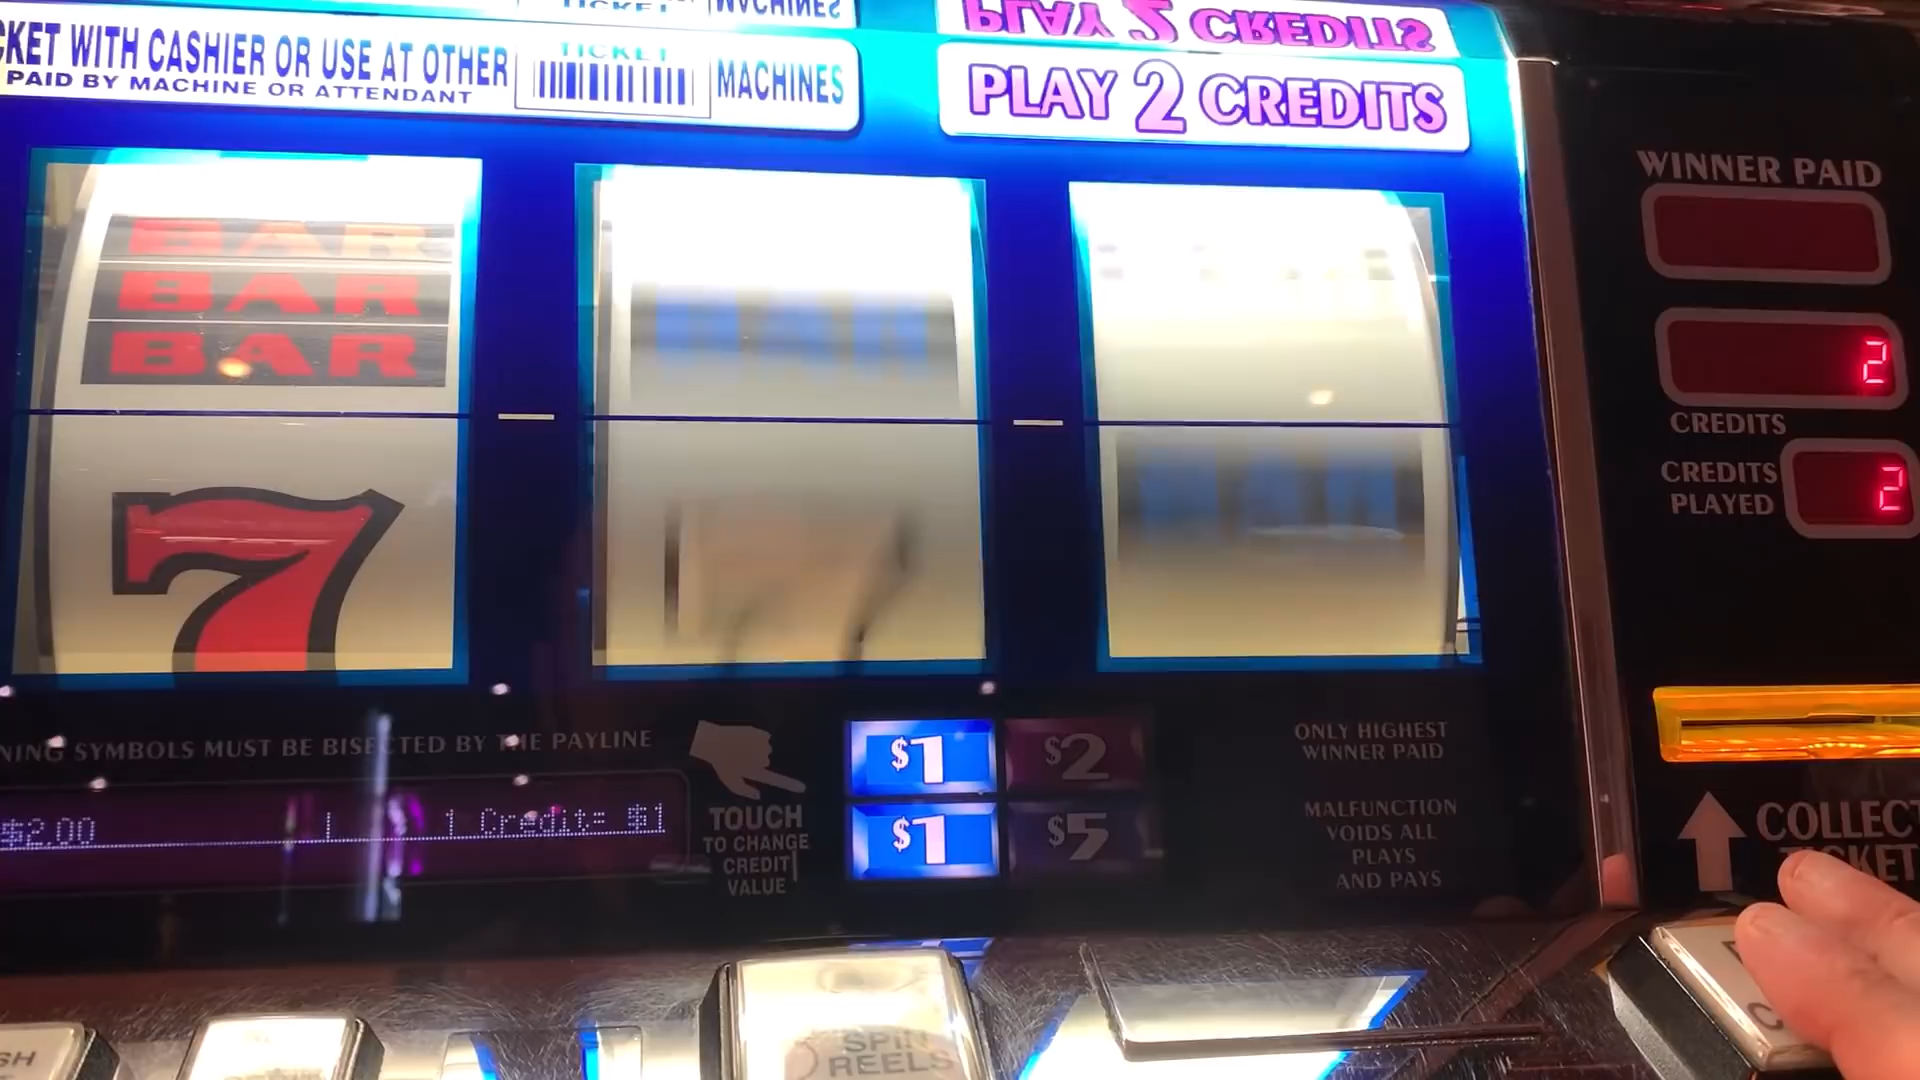 PLAY 2 CREDITS
TICKET
MACHINES
CKET WITH CASHIER OR USE AT OTHER
PAID BY MACHINE OR ATTENDANT
TICKET
MACHINES
PLAY 2 CREDITS
WINNER PAID
BAR
BAR
BAR
7
2
CREDITS
CREDITS
PLAYED
2
NING SYMBOLS MUST BE BISECTED BY THE PAYLINE
$2.00
1 Credit= $1
TOUCH
TO CHANGE
CREDIT
VALUE
$1
$2
$1
$5
ONLY HIGHEST
WINNER PAID
MALFUNCTION
VOIDS ALL
PLAYS
AND PAYS
COLLECT
TICKET
SPIN
REELS